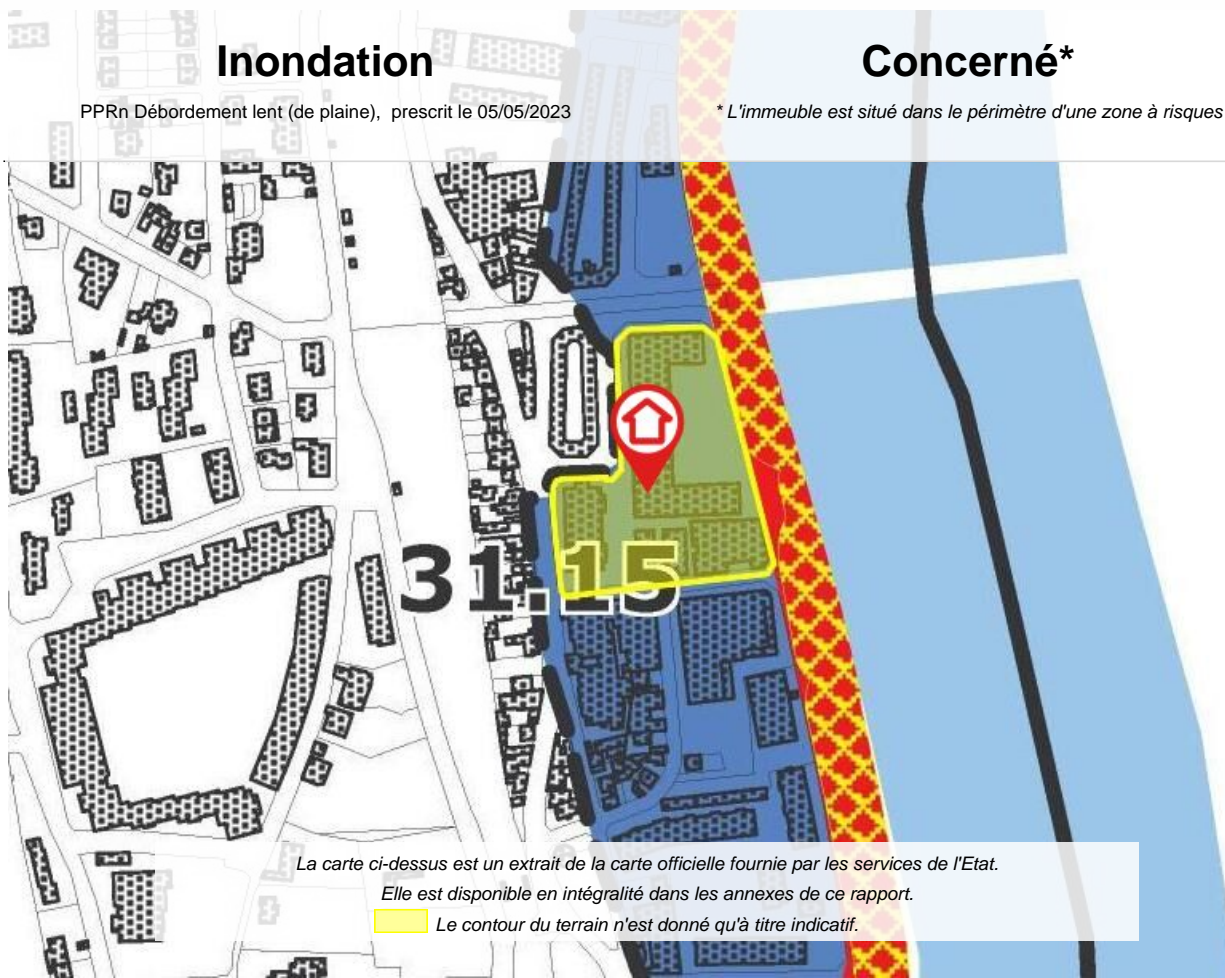 Inondation
Concerné*
PPRn Débordement lent (de plaine), prescrit le 05/05/2023
* L'immeuble est situé dans le périmètre d'une zone à risques
31.15
La carte ci-dessus est un extrait de la carte officielle fournie par les services de l'Etat.
Elle est disponible en intégralité dans les annexes de ce rapport.
Le contour du terrain n'est donné qu'à titre indicatif.